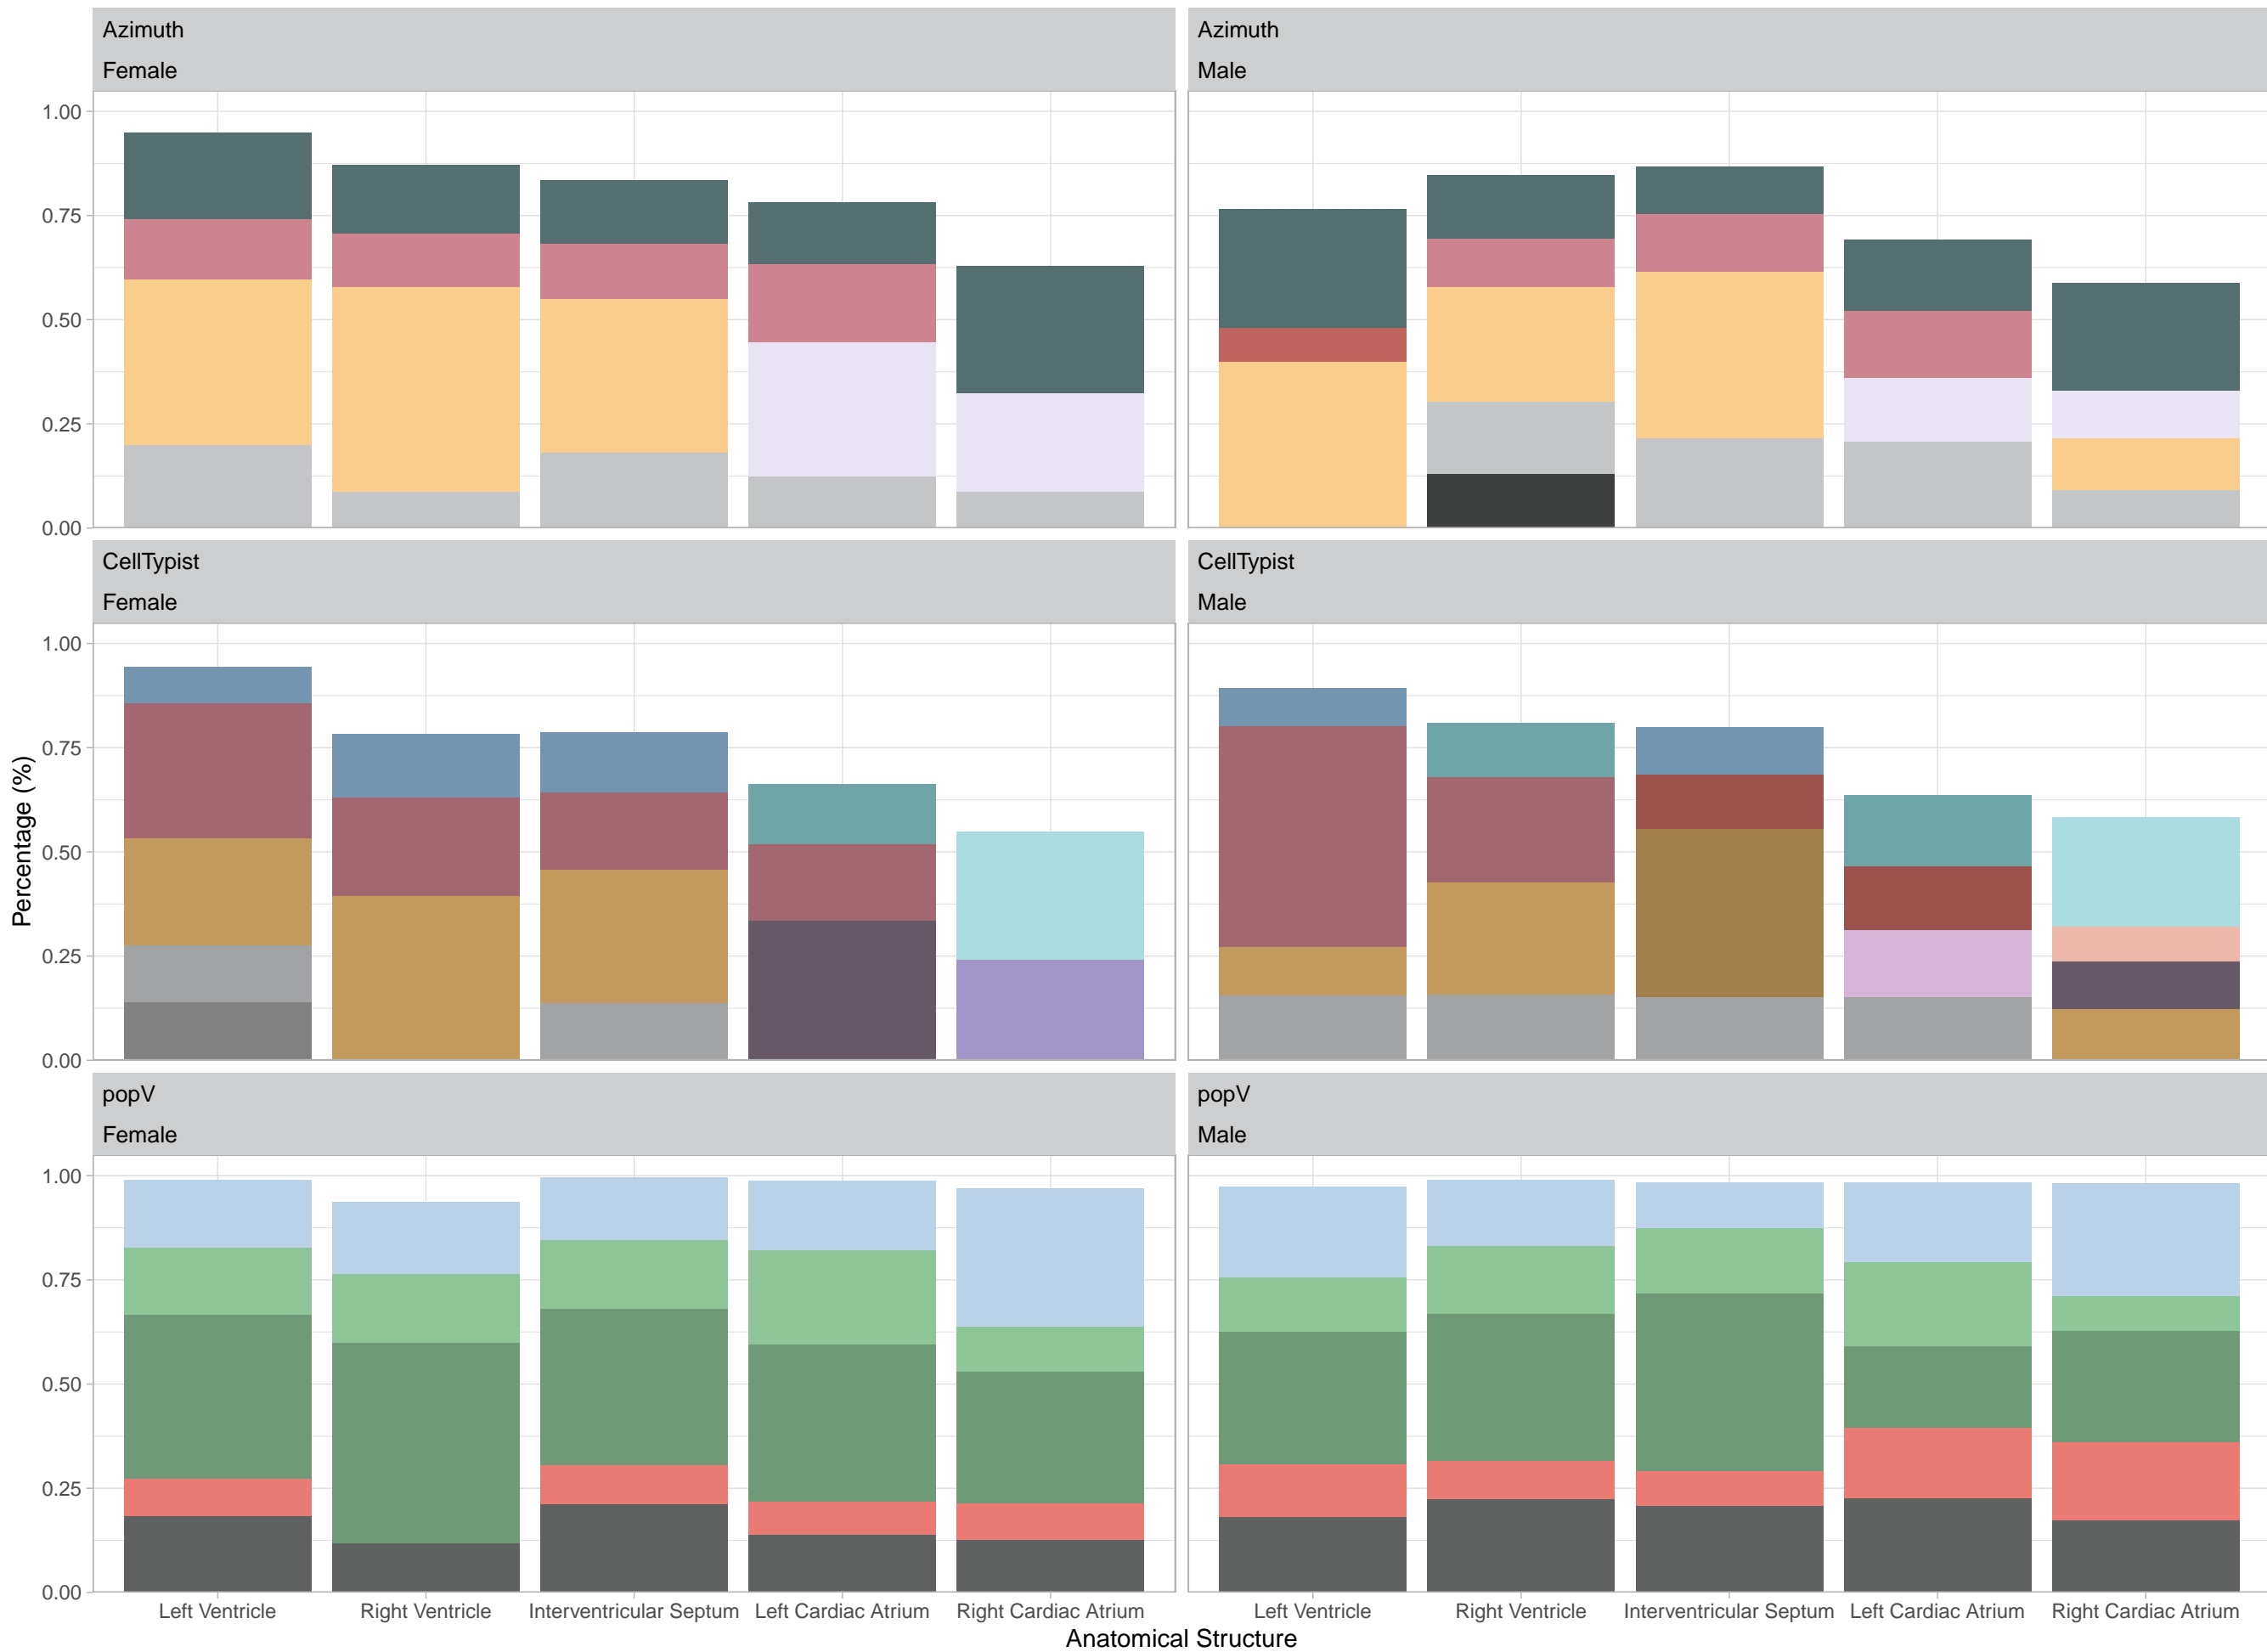 Azimuth
Female
Azimuth
Male
1.00
0.75
0.50
0.25
0.00
CellTypist
Female
CellTypist
Male
1.00
0.75
0.50
0.25
0.00
Percentage (%)
popV
Female
popV
Male
1.00
0.75
0.50
0.25
0.00
Left Ventricle Right Ventricle Interventricular Septum Left Cardiac Atrium Right Cardiac Atrium Left Ventricle Right Ventricle Interventricular Septum Left Cardiac Atrium Right Cardiac Atrium
Anatomical Structure